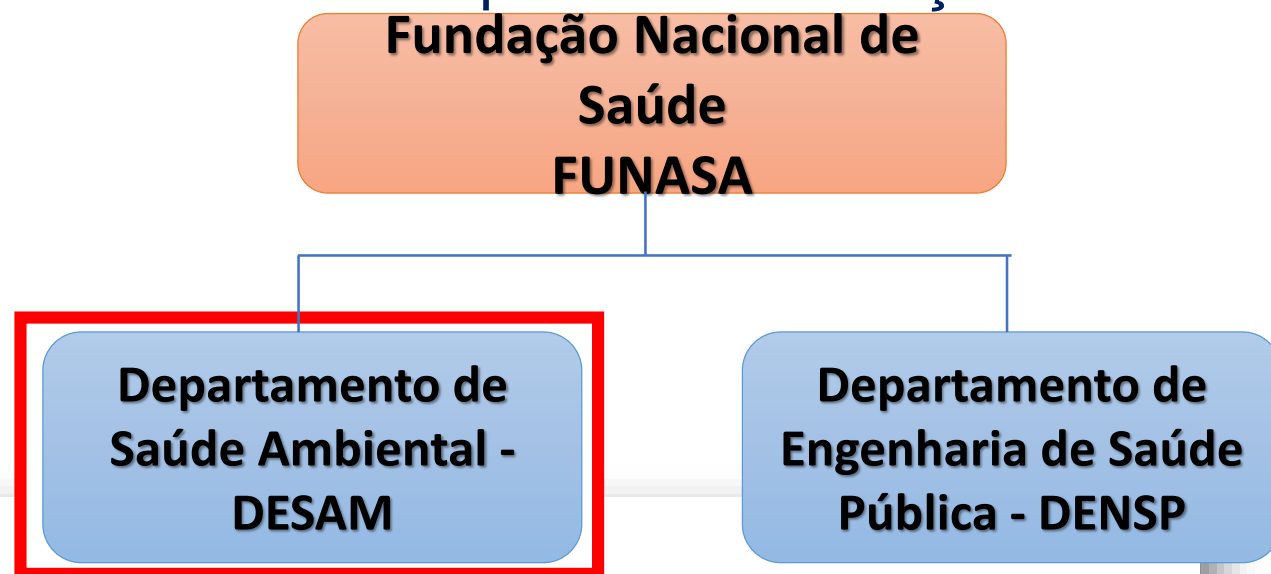 Fundação Nacional de
Saúde
FUNASA
Departamento de
Saúde Ambiental -
DESAM
Departamento de
Engenharia de Saúde
Pública - DENSP